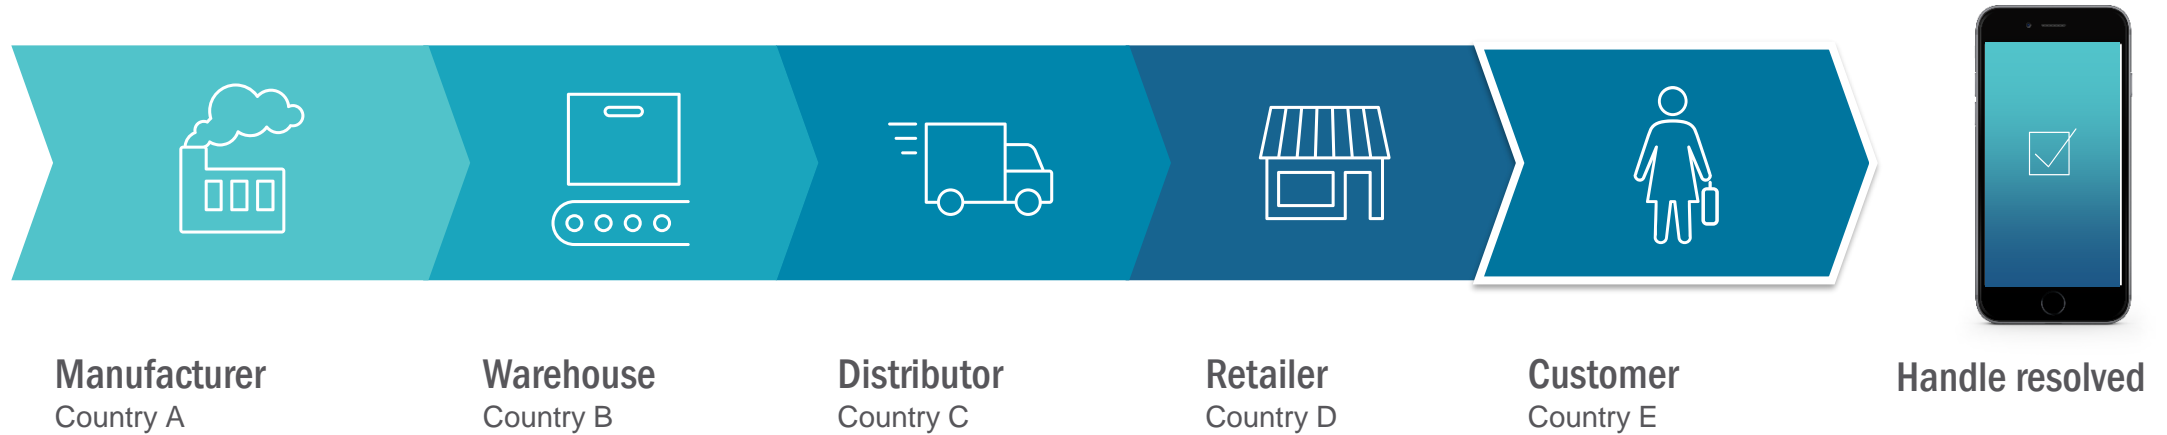 Manufacturer
Country A
Warehouse
Country B
Distributor
Country C
Retailer
Country D
Customer
Country E
Handle resolved